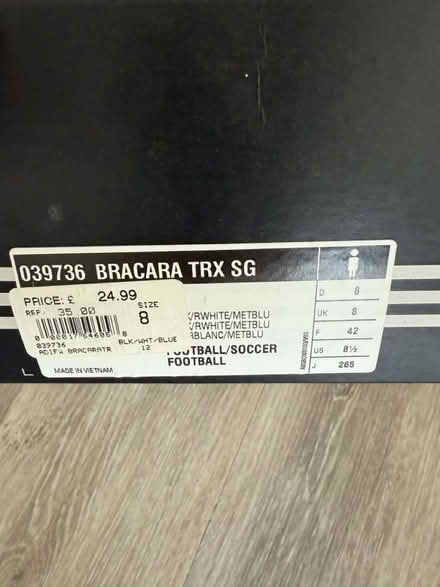 039736 BRACARA TRX SG
PRICE: £ 24.99
REF. 35.00
SIZE
8
/RWHITE/METBLU
/RWHITE/METBLU
RBLANC/METBLU
039736
BLK/WHT/BLUE
ADIFW BRACARATR
12
FOOTBALL/SOCCER
FOOTBALL
MADE IN VIETNAM
D 8
UK 8
F 42
US 8½
J 265
L